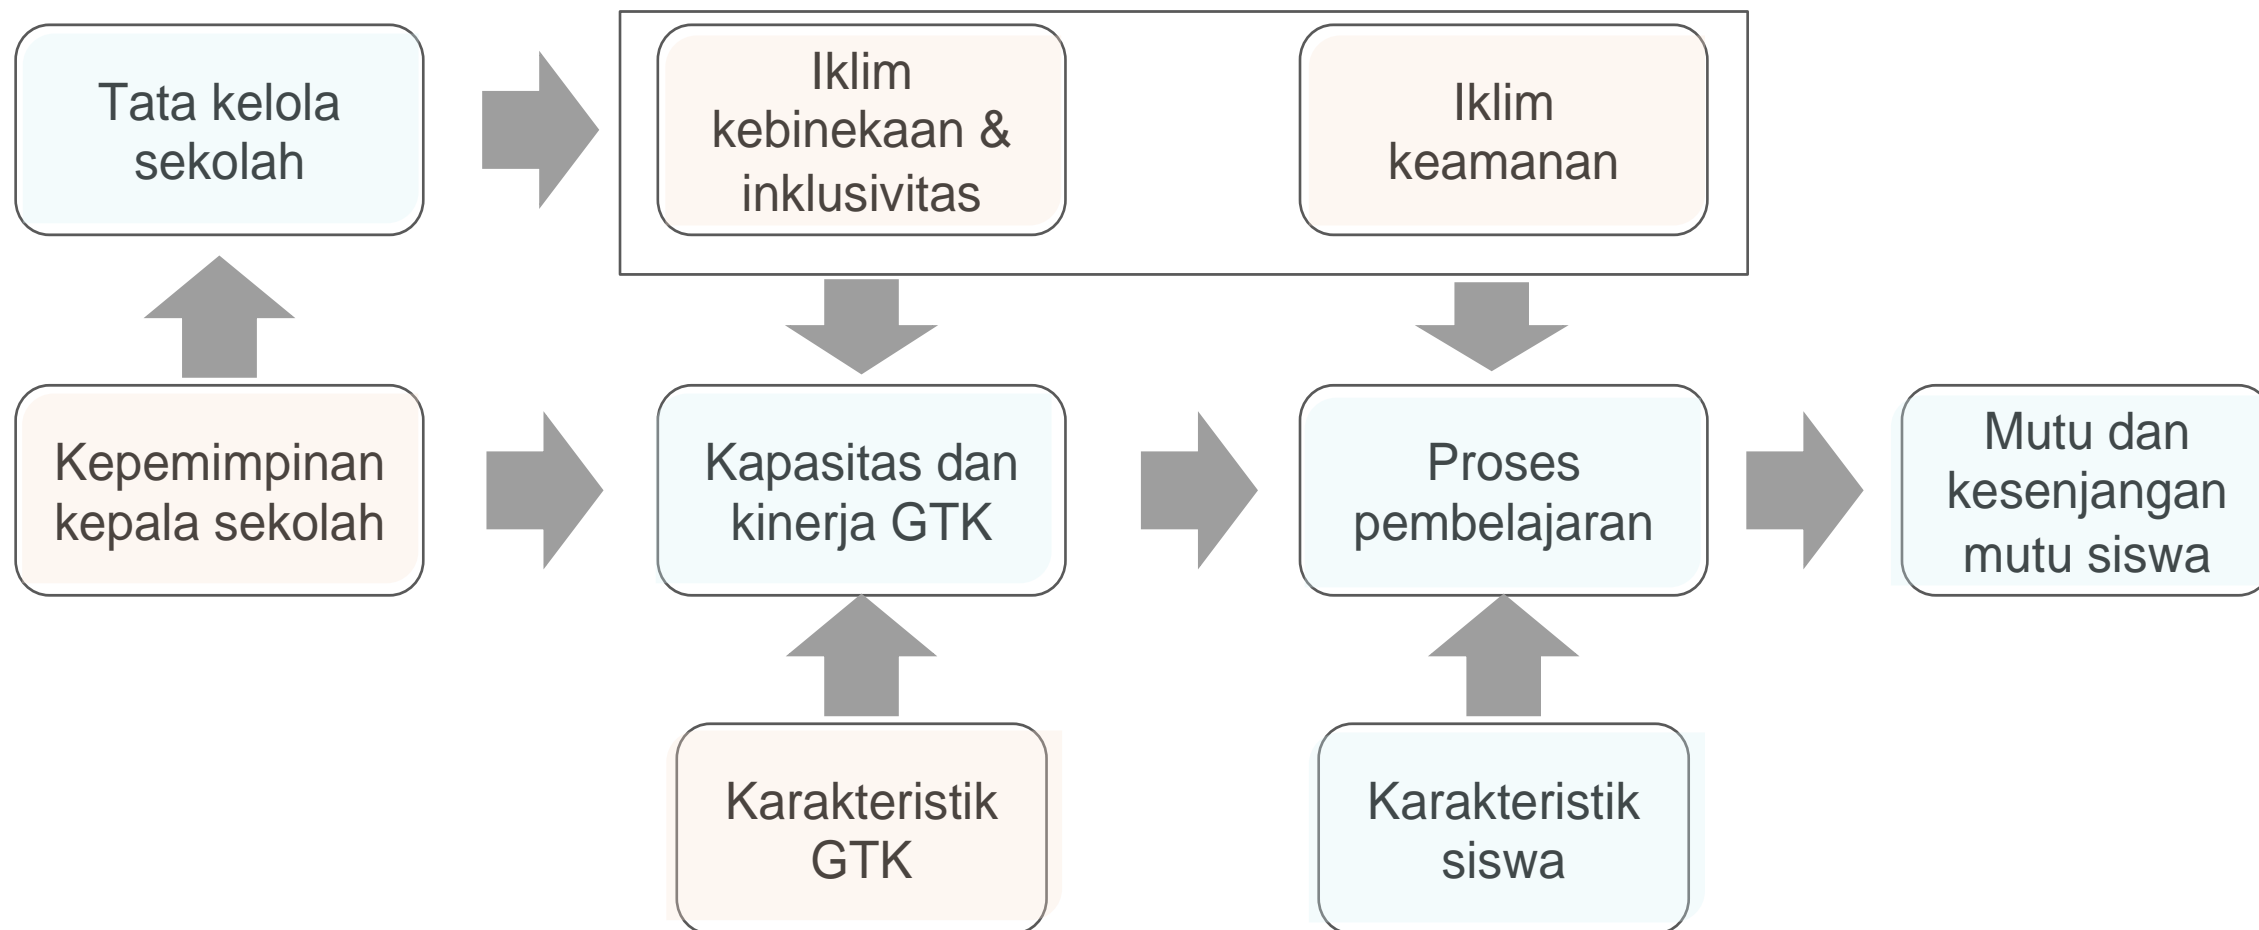 Tata kelola
sekolah
Iklim
kebinekaan &
inklusivitas
Iklim
keamanan
Kepemimpinan
kepala sekolah
Kapasitas dan
kinerja GTK
Proses
pembelajaran
Mutu dan
kesenjangan
mutu siswa
Karakteristik
GTK
Karakteristik
siswa